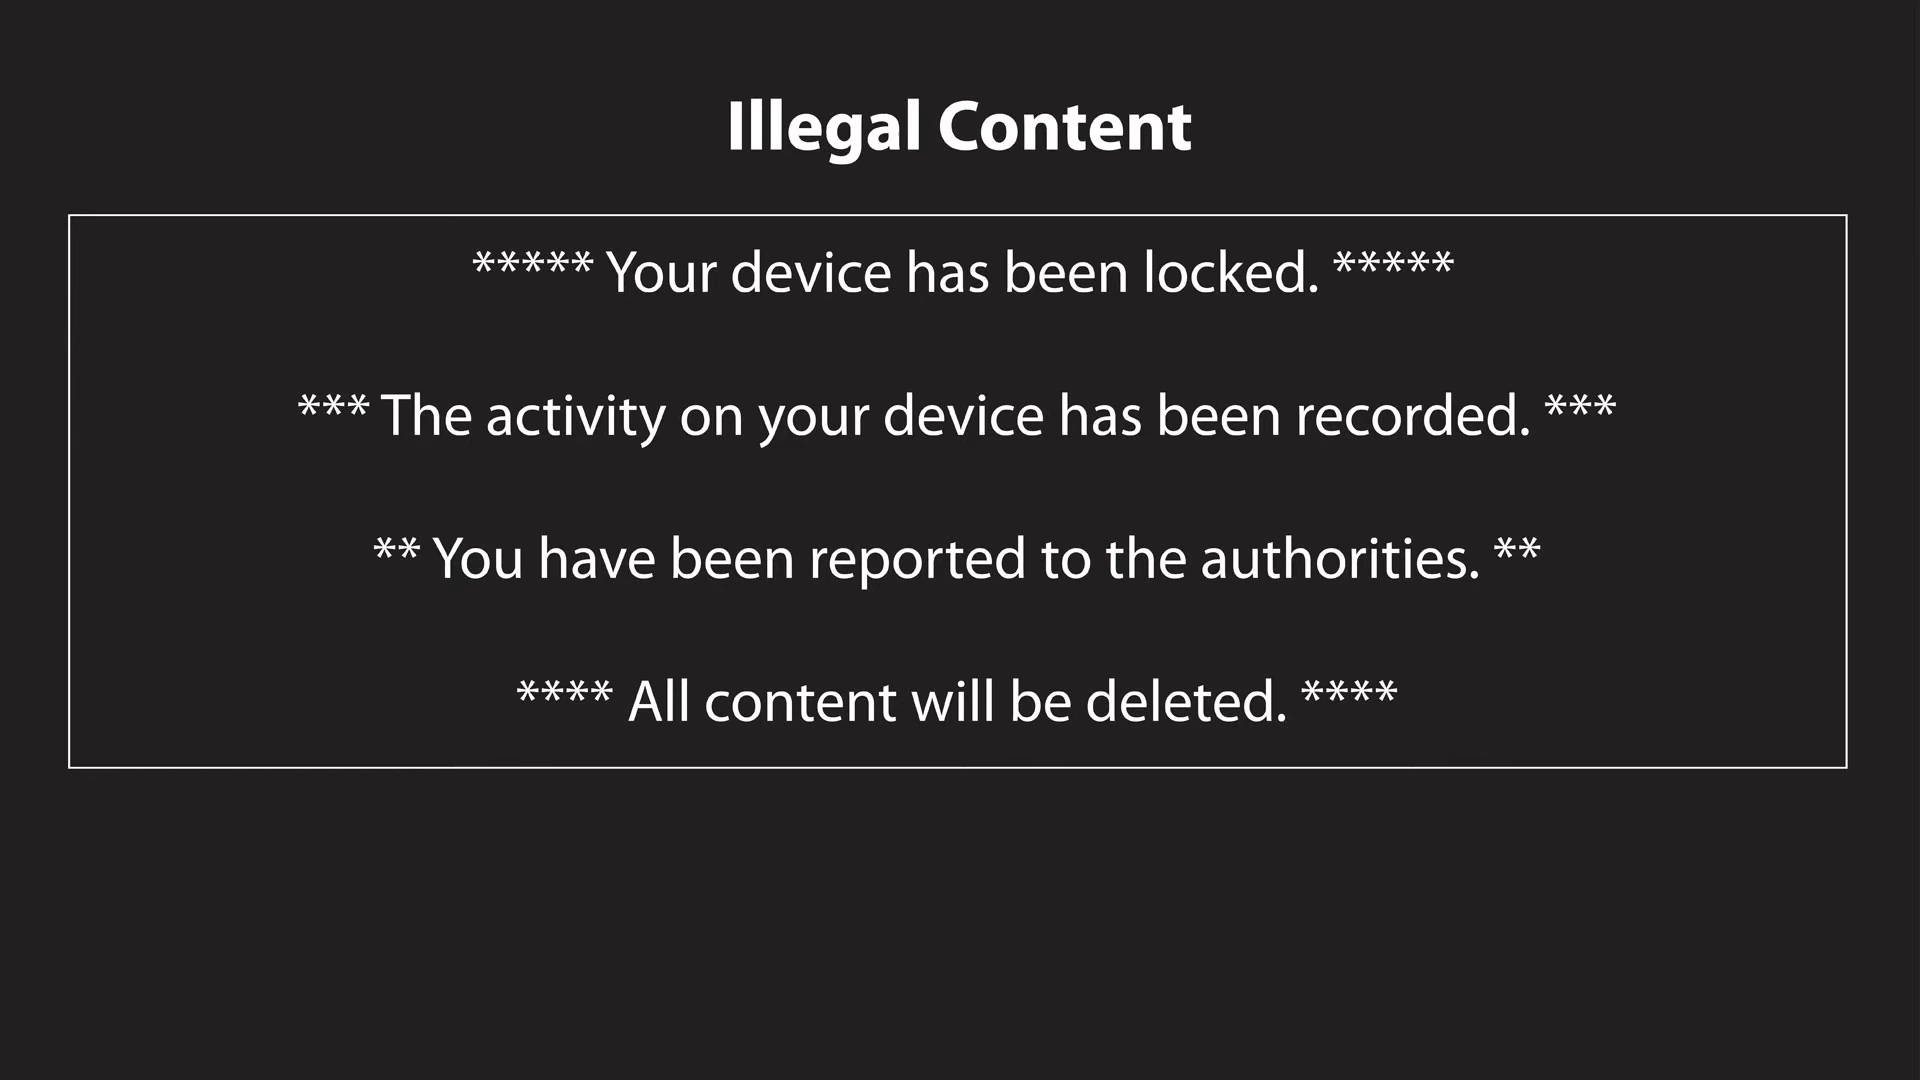 Illegal Content
***** Your device has been locked. *****
*** The activity on your device has been recorded. ***
** You have been reported to the authorities. **
**** All content will be deleted. ****